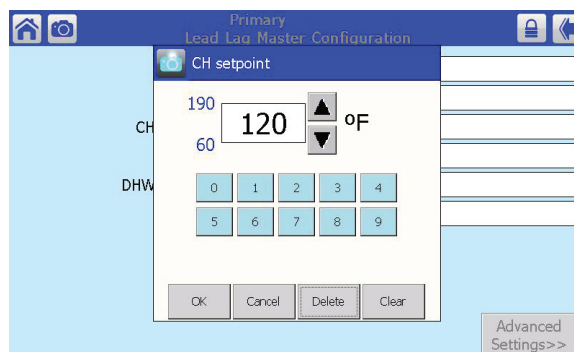 Primary
Lead Lag Master Configuration
CH setpoint
190
120 ºF
60
CH
DHW
0 1 2 3 4
5 6 7 8 9
OK Cancel Delete Clear
Advanced
Settings>>